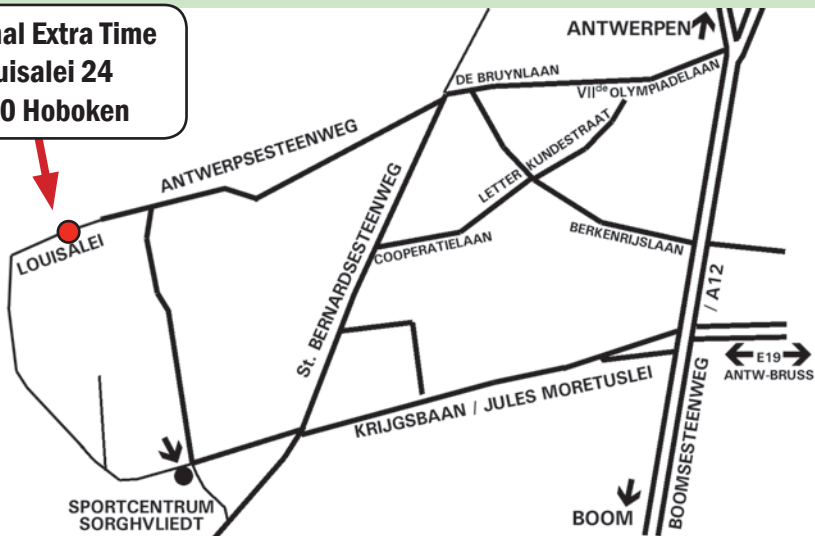 nal Extra Time
uisalei 24
0 Hoboken
ANTWERPEN
DE BRUYNLAAN
VIIde OLYMPIADELAAN
ANTWERPSESTEENWEG
LETTERKUNDESTRAAT
St. BERNARDSESTEENWEG
LOUISALEI
COOPERATIELAAN
BERKENRIJSLAAN
/ A12
E19
ANTW-BRUSS
KRIJGSBAAN / JULES MORETUSLEI
BOOMSESTEENWEG
SPORTCENTRUM
SORGHVLIEDT
BOOM